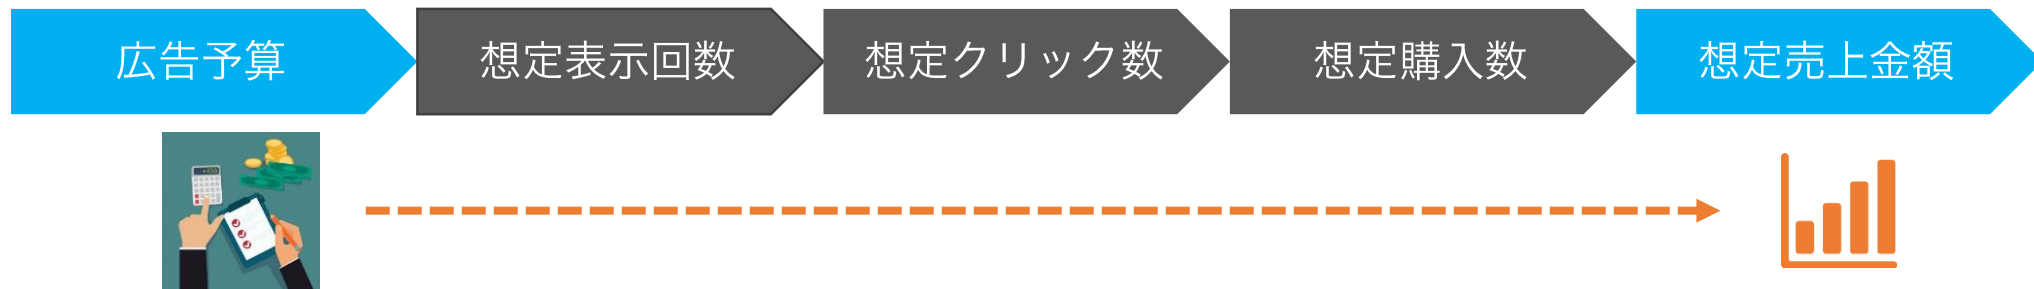 広告予算
想定表示回数
想定クリック数
想定購入数
想定売上金額